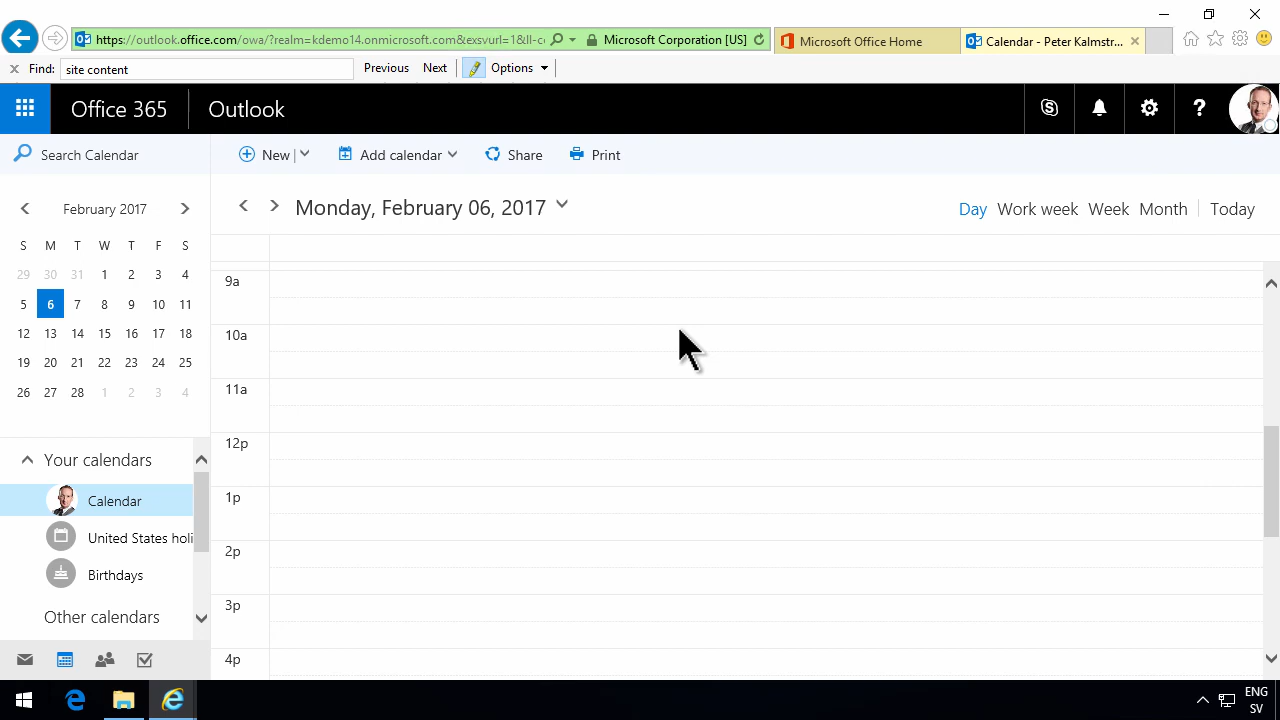 https://outlook.office.com/owa/?realm=kdemo14.onmicrosoft.com&exsvurl=1&ll-cc
Microsoft Corporation [US]
Microsoft Office Home
Calendar - Peter Kalmstr...
Find:
site content
Previous
Next
Options
Office 365
Outlook
?
Search Calendar
New
Add calendar
Share
Print
February 2017
Monday, February 06, 2017
Day
Work week
Week
Month
Today
S M T W T F S
29 30 31 1 2 3 4
5 6 7 8 9 10 11
12 13 14 15 16 17 18
19 20 21 22 23 24 25
26 27 28 1 2 3 4
9a
10a
11a
12p
1p
2p
3p
4p
Your calendars
Calendar
United States holi
Birthdays
Other calendars
ENG
SV